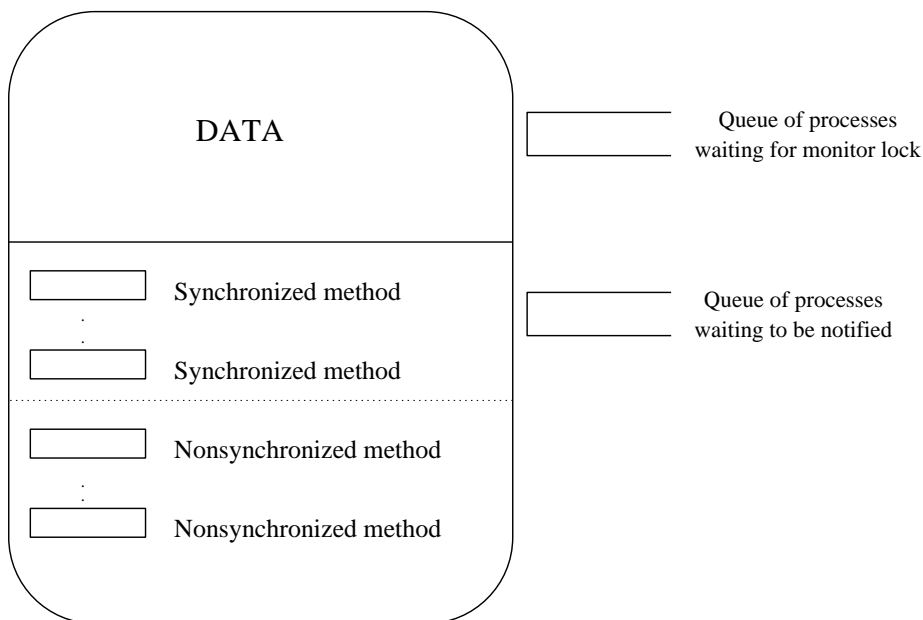 DATA
Queue of processes
waiting for monitor lock
Synchronized method
.
.
Synchronized method
Queue of processes
waiting to be notified
Nonsynchronized method
.
.
Nonsynchronized method